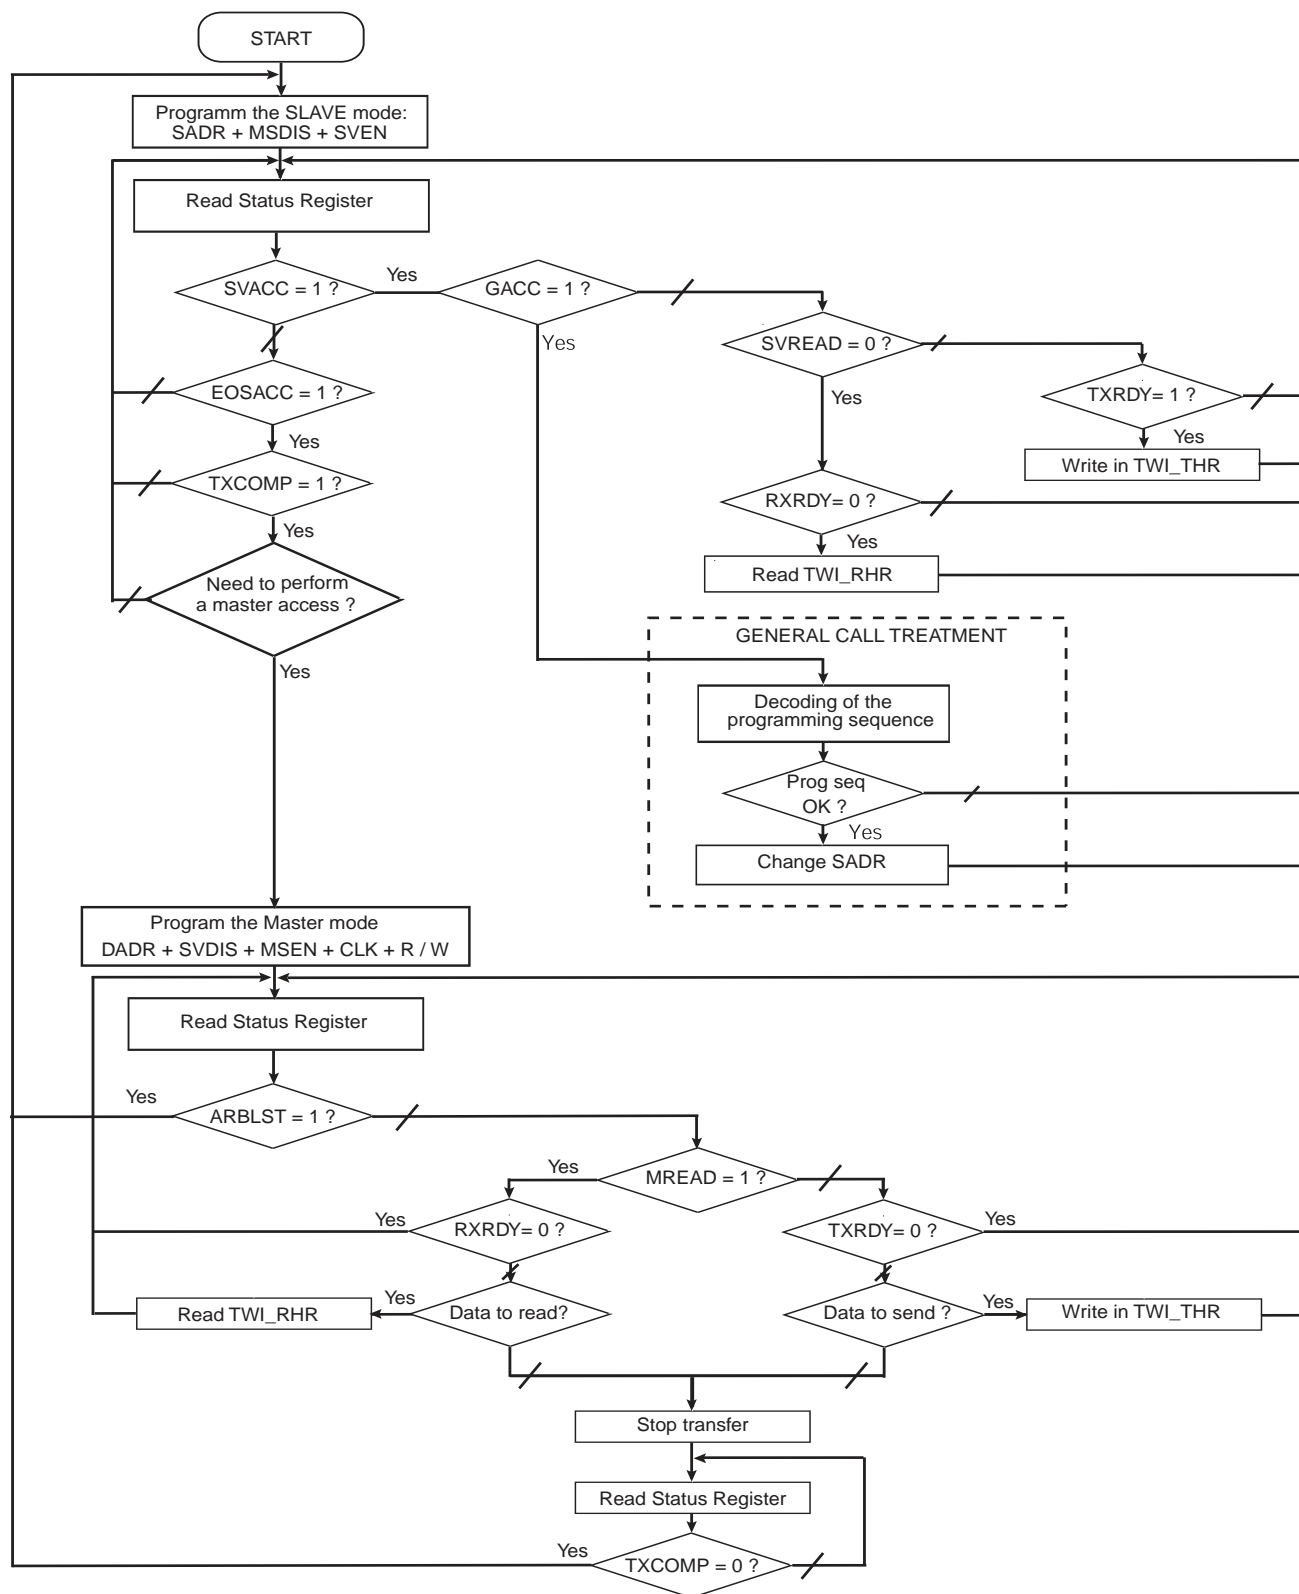 START
Programm the SLAVE mode:
SADR + MSDIS + SVEN
Read Status Register
SVACC = 1 ?
Yes
GACC = 1 ?
Yes
SVREAD = 0 ?
EOSACC = 1 ?
Yes
TXRDY= 1 ?
Yes
Yes
Write in TWI_THR
TXCOMP = 1 ?
RXRDY= 0 ?
Yes
Yes
Need to perform
a master access ?
Read TWI_RHR
GENERAL CALL TREATMENT
Yes
Decoding of the
programming sequence
Prog seq
OK ?
Yes
Change SADR
Program the Master mode
DADR + SVDIS + MSEN + CLK + R / W
Read Status Register
Yes
ARBLST = 1 ?
Yes
MREAD = 1 ?
Yes
RXRDY= 0 ?
TXRDY= 0 ?
Yes
Read TWI_RHR
Yes
Data to read?
Data to send ?
Yes
Write in TWI_THR
Stop transfer
Read Status Register
Yes
TXCOMP = 0 ?